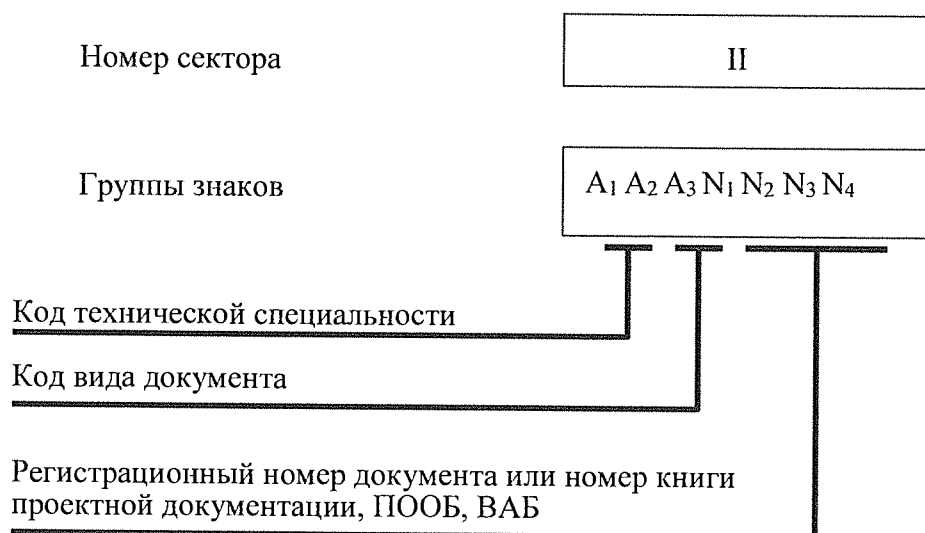 Номер сектора
II
Группы знаков
A₁ A₂ A₃ N₁ N₂ N₃ N₄
Код технической специальности
Код вида документа
Регистрационный номер документа или номер книги
проектной документации, ПООБ, ВАБ